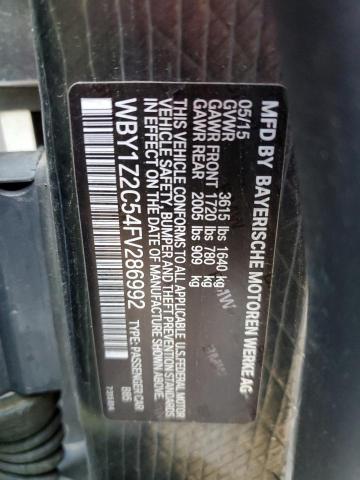 MFD BY BAYERISCHE MOTOREN WERKE AG
05/15
GVWR 3615 lbs 1640 kg
GAWR FRONT 1720 lbs 780 kg
GAWR REAR 2005 lbs 909 kg
THIS VEHICLE CONFORMS TO ALL APPLICABLE U.S FEDERAL MOTOR
VEHICLE SAFETY, BUMPER AND THEFT PREVENTION STANDARDS
IN EFFECT ON THE DATE OF MANUFACTURE SHOWN ABOVE.
WBY1Z2C54FV286992 TYPE: PASSENGER CAR